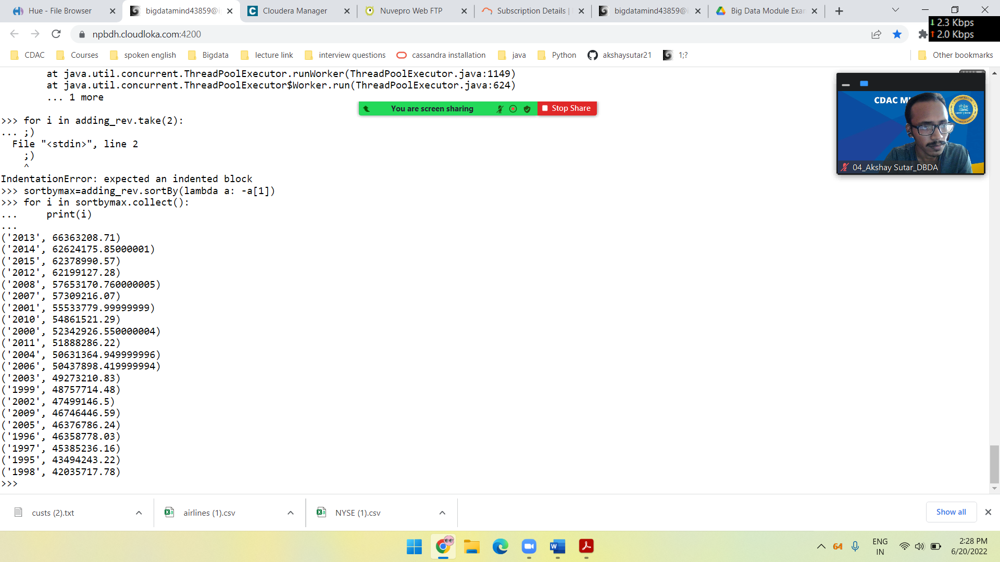 Hue - File Browser
bigdatamind43859@i
Cloudera Manager
Nuvepro Web FTP
Subscription Details |
bigdatamind43859@i
Big Data Module Exam
2.3 Kbps
2.0 Kbps
npbdh.cloudloka.com:4200
CDAC
Courses
spoken english
Bigdata
lecture link
interview questions
cassandra installation
java
Python
akshaysutar21
1;?
Other bookmarks
at java.util.concurrent.ThreadPoolExecutor.runWorker(ThreadPoolExecutor.java:1149)
at java.util.concurrent.ThreadPoolExecutor$Worker.run(ThreadPoolExecutor.java:624)
... 1 more
You are screen sharing
Stop Share
CDAC M
CDAC
04_Akshay Sutar_DBDA
>>> for i in adding_rev.take(2):
... ;)
File "<stdin>", line 2
;)
^
IndentationError: expected an indented block
>>> sortbymax=adding_rev.sortBy(lambda a: -a[1])
>>> for i in sortbymax.collect():
... print(i)
...
('2013', 66363208.71)
('2014', 62624175.85000001)
('2015', 62378990.57)
('2012', 62199127.28)
('2008', 57653170.760000005)
('2007', 57309216.07)
('2001', 55533779.99999999)
('2010', 54861521.29)
('2000', 52342926.550000004)
('2011', 51888286.22)
('2004', 50631364.949999996)
('2006', 50437898.419999994)
('2003', 49273210.83)
('1999', 48757714.48)
('2002', 47499146.5)
('2009', 46746446.59)
('2005', 46376786.24)
('1996', 46358778.03)
('1997', 45385236.16)
('1995', 43494243.22)
('1998', 42035717.78)
>>>
custs (2).txt
airlines (1).csv
NYSE (1).csv
Show all
64
ENG
IN
2:28 PM
6/20/2022